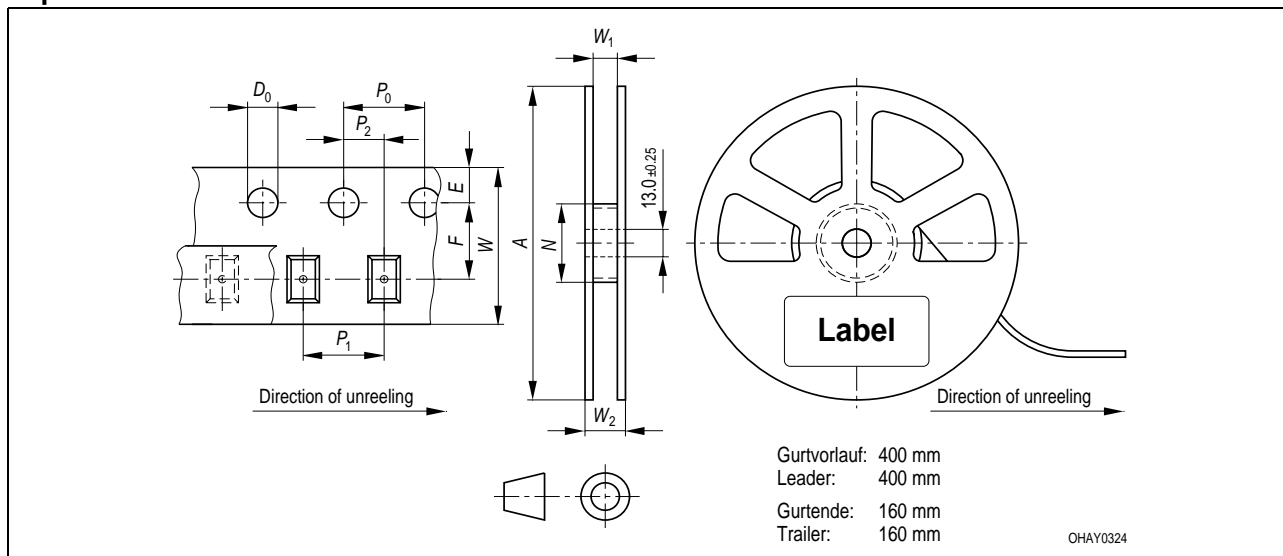 W1
D0
P0
P2
E
F
W
A
N
13.0 ±0.25
P1
W2
Label
Direction of unreeling
Direction of unreeling
Gurtvorlauf: 400 mm
Leader: 400 mm
Gurtende: 160 mm
Trailer: 160 mm
OHAY0324